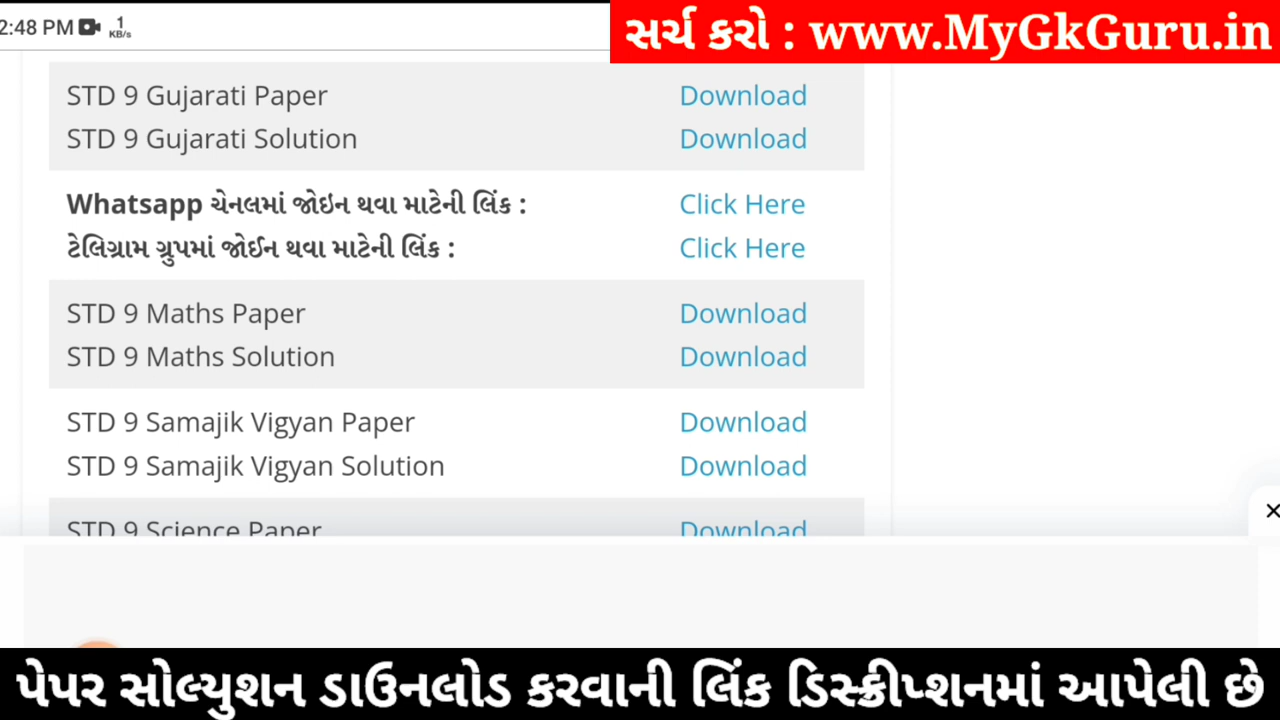 2:48 PM 1 KB/s
સર્ચ કરો : www.MyGkGuru.in
STD 9 Gujarati Paper Download
STD 9 Gujarati Solution Download
Whatsapp ચેનલમાં જોઇન થવા માટેની લિંક : Click Here
ટેલિગ્રામ ગ્રુપમાં જોઈન થવા માટેની લિંક : Click Here
STD 9 Maths Paper Download
STD 9 Maths Solution Download
STD 9 Samajik Vigyan Paper Download
STD 9 Samajik Vigyan Solution Download
STD 9 Science Paper Download
પેપર સોલ્યુશન ડાઉનલોડ કરવાની લિંક ડિસ્ક્રીપ્શનમાં આપેલી છે